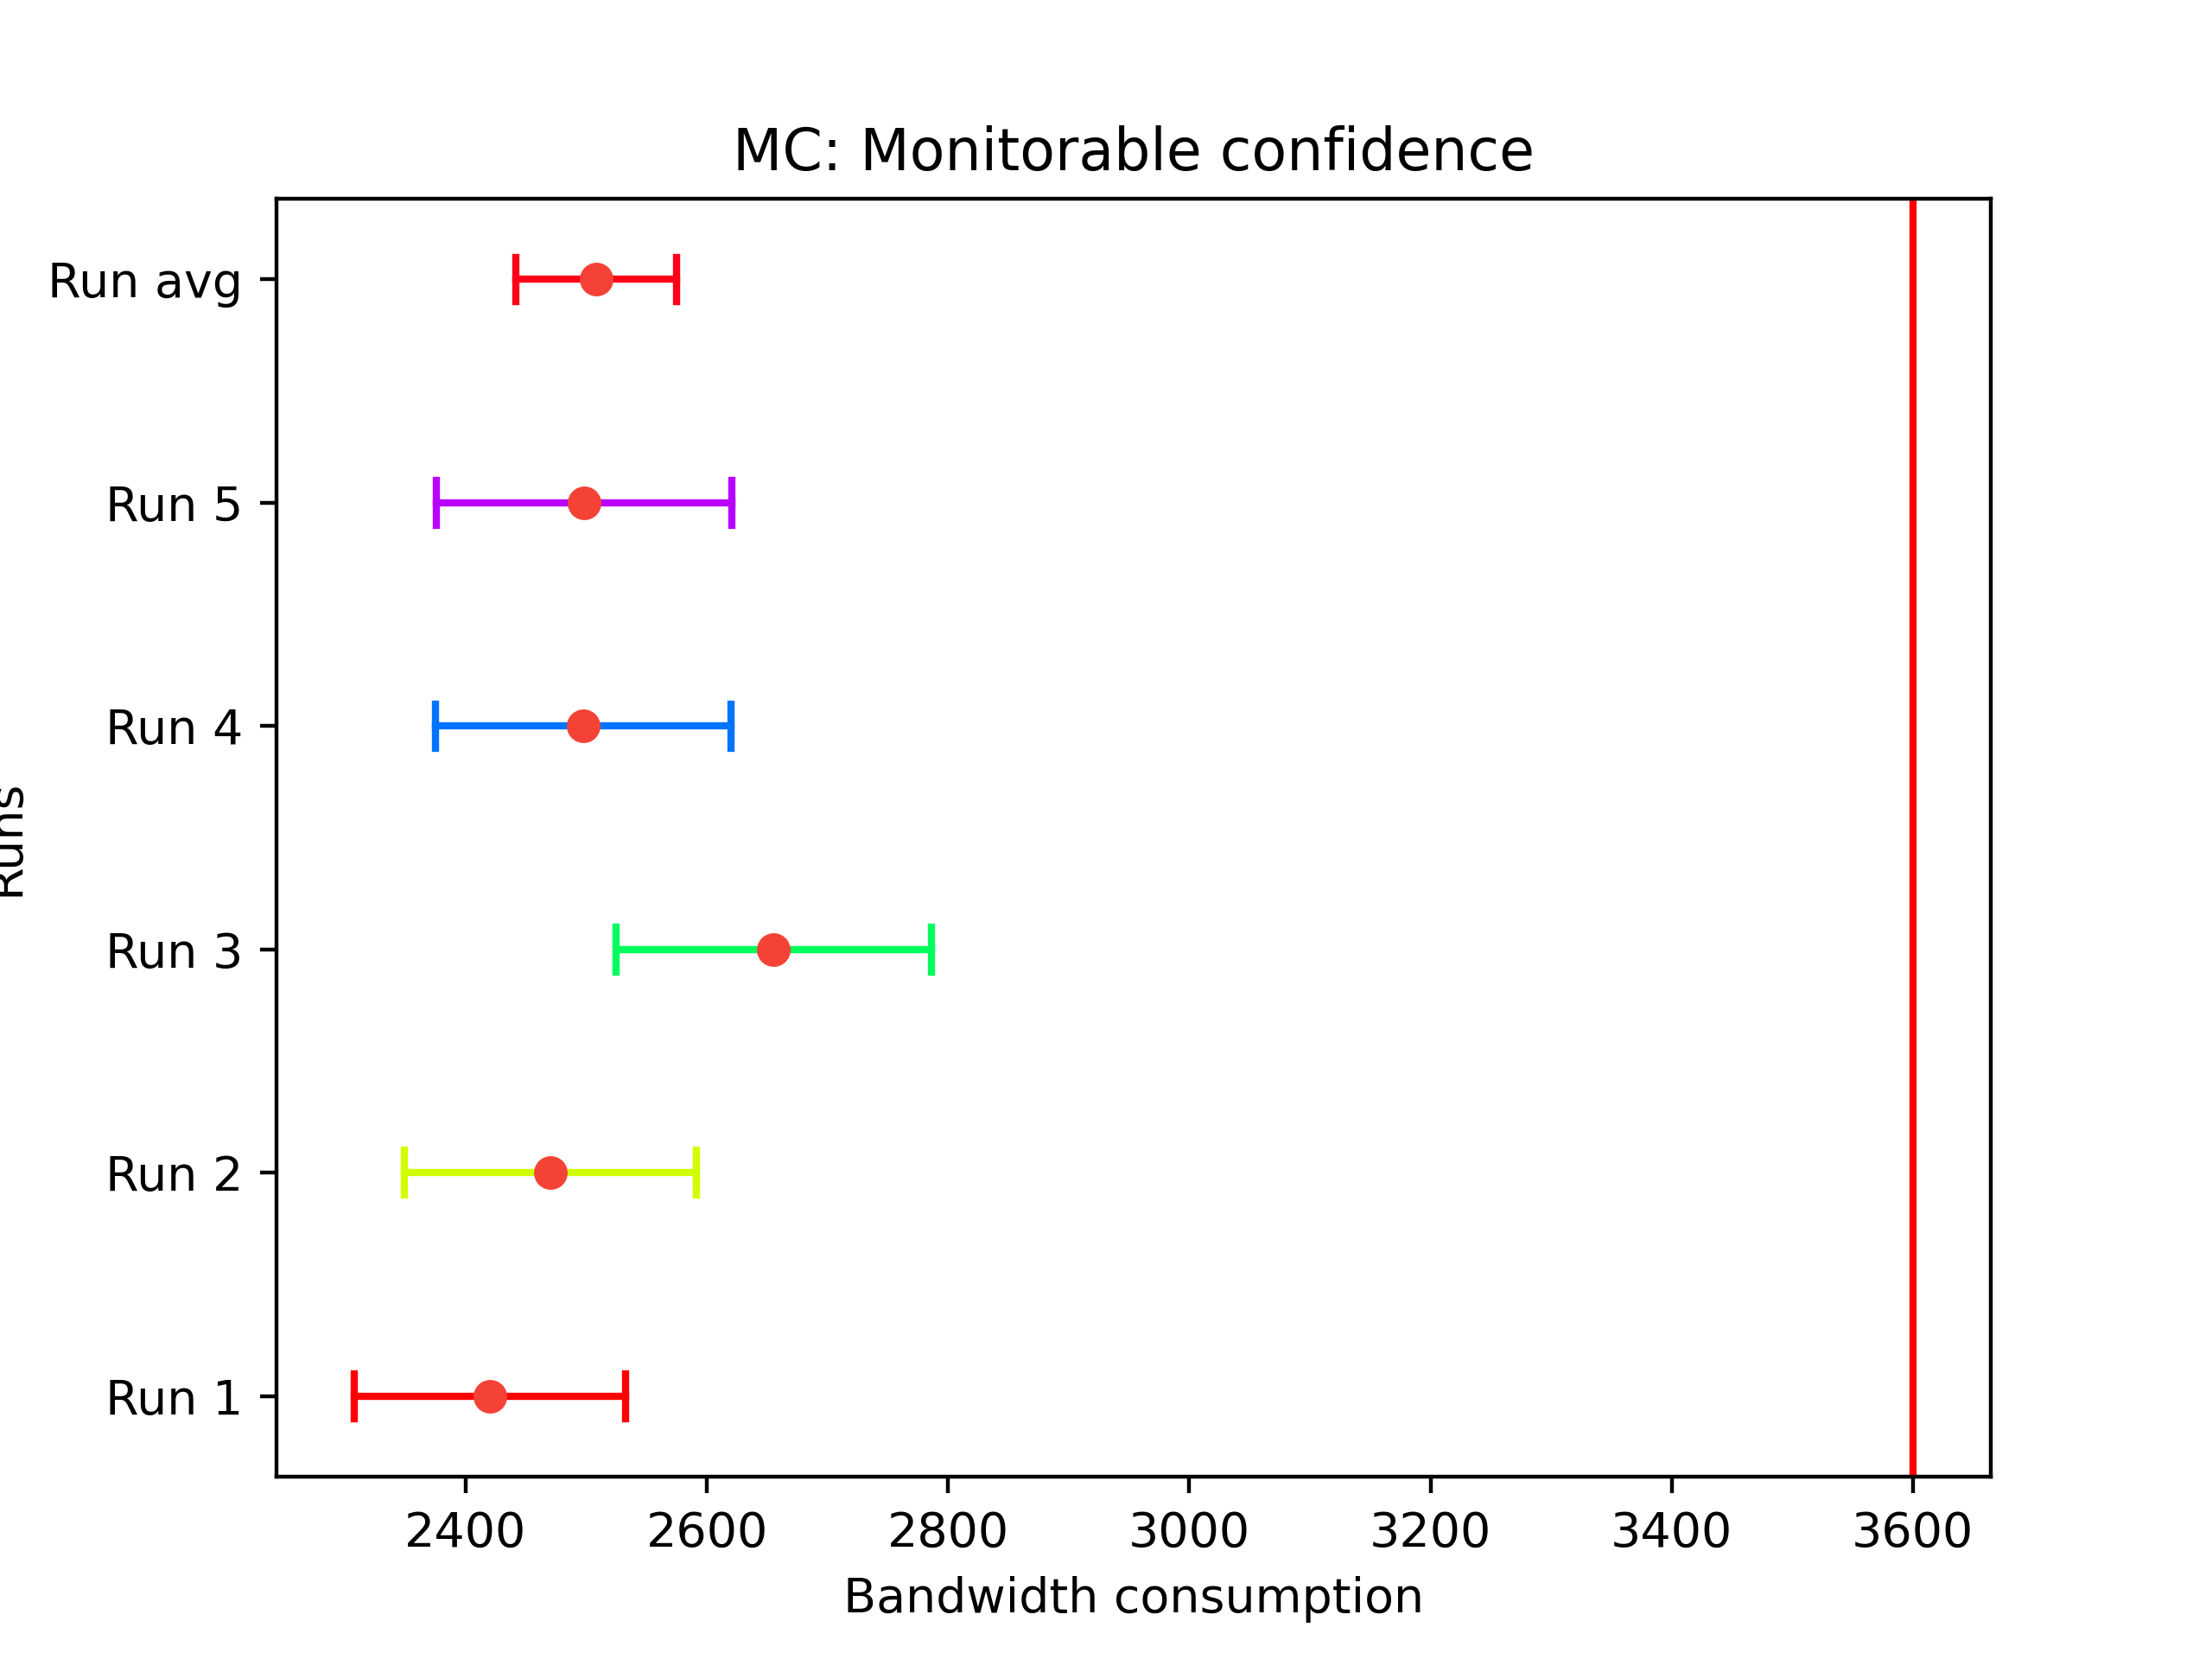 MC: Monitorable confidence
Run avg
Run 5
Run 4
Runs
Run 3
Run 2
Run 1
2400 2600 2800 3000 3200 3400 3600
Bandwidth consumption